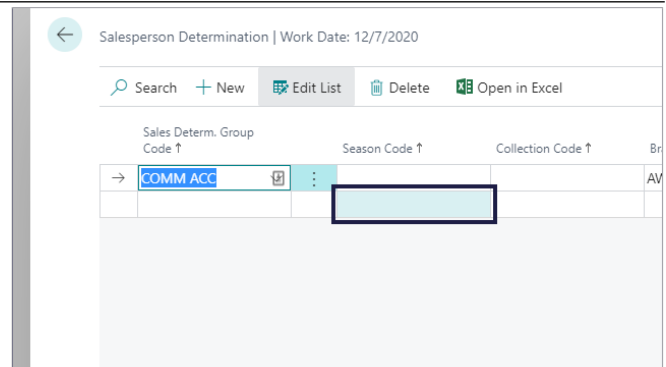 Salesperson Determination | Work Date: 12/7/2020
Search + New Edit List Delete Open in Excel
Sales Determ. Group
Code ↑ Season Code ↑ Collection Code ↑
COMM ACC